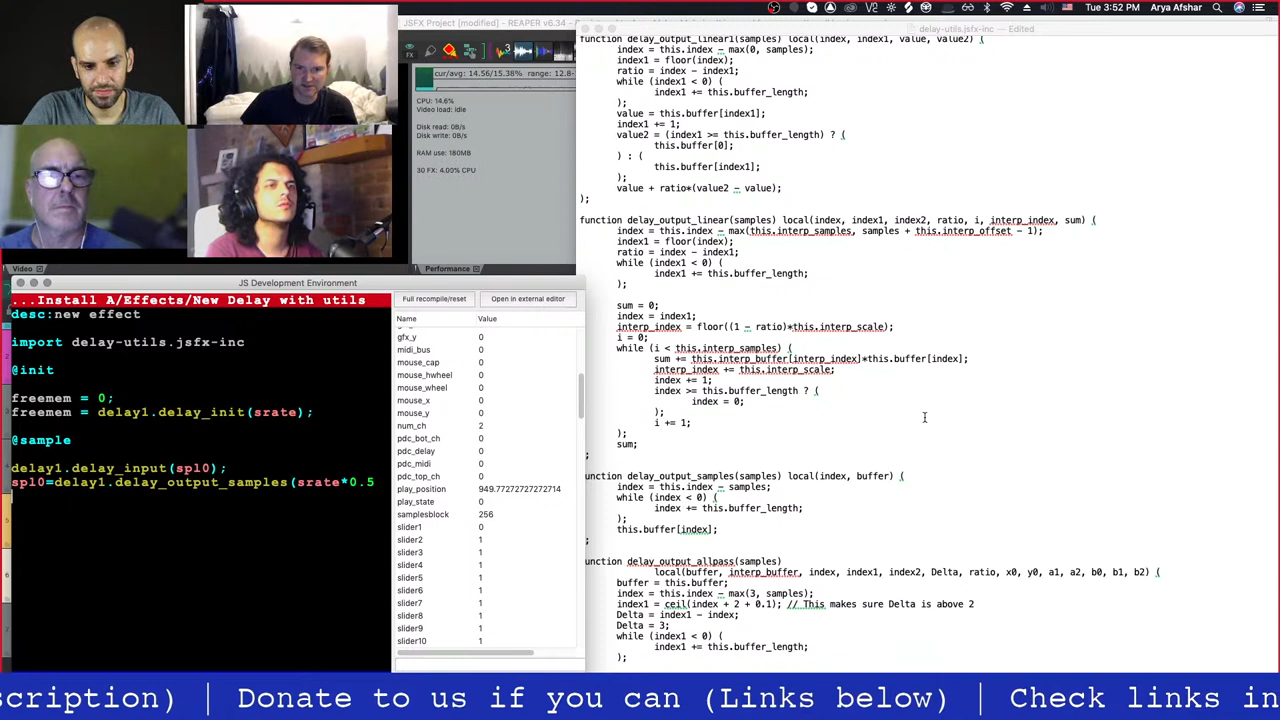 Tue 3:52 PM Arya Afshar
JSFX Project [modified] – REAPER v6.34
delay-utils.jsfx-inc — Edited
cur/avg: 14.56/15.38% range: 12.8-
CPU: 14.6%
Video load: idle
Disk read: 0B/s
Disk write: 0B/s
RAM use: 180MB
30 FX: 4.00% CPU
Video
Performance
function delay_output_linear1(samples) local(index, index1, value, value2) (
index = this.index - max(0, samples);
index1 = floor(index);
ratio = index - index1;
while (index1 < 0) (
index1 += this.buffer_length;
);
value = this.buffer[index1];
index1 += 1;
value2 = (index1 >= this.buffer_length) ? (
this.buffer[0];
) : (
this.buffer[index1];
);
value + ratio*(value2 - value);
);
function delay_output_linear(samples) local(index, index1, index2, ratio, i, interp_index, sum) (
index = this.index - max(this.interp_samples, samples + this.interp_offset - 1);
index1 = floor(index);
ratio = index - index1;
while (index1 < 0) (
index1 += this.buffer_length;
);
sum = 0;
index = index1;
interp_index = floor((1 - ratio)*this.interp_scale);
i = 0;
while (i < this.interp_samples) (
sum += this.interp_buffer[interp_index]*this.buffer[index];
interp_index += this.interp_scale;
index += 1;
index >= this.buffer_length ? (
index = 0;
);
i += 1;
);
sum;
;
function delay_output_samples(samples) local(index, buffer) (
index = this.index - samples;
while (index < 0) (
index += this.buffer_length;
);
this.buffer[index];
;
unction delay_output_allpass(samples)
local(buffer, interp_buffer, index, index1, index2, Delta, ratio, x0, y0, a1, a2, b0, b1, b2) (
buffer = this.buffer;
index = this.index - max(3, samples);
index1 = ceil(index + 2 + 0.1); // This makes sure Delta is above 2
Delta = index1 - index;
Delta = 3;
while (index1 < 0) (
index1 += this.buffer_length;
);
JS Development Environment
...Install A/Effects/New Delay with utils
desc:new effect
import delay-utils.jsfx-inc
@init
freemem = 0;
freemem = delay1.delay_init(srate);
@sample
delay1.delay_input(spl0);
spl0=delay1.delay_output_samples(srate*0.5
Full recompile/reset Open in external editor
Name Value
gfx_y 0
midi_bus 0
mouse_cap 0
mouse_hwheel 0
mouse_wheel 0
mouse_x 0
mouse_y 0
num_ch 2
pdc_bot_ch 0
pdc_delay 0
pdc_midi 0
pdc_top_ch 0
play_position 949.77272727272714
play_state 0
samplesblock 256
slider1 0
slider2 1
slider3 1
slider4 1
slider5 1
slider6 1
slider7 1
slider8 1
slider9 1
slider10 1
scription) | Donate to us if you can (Links below) | Check links in